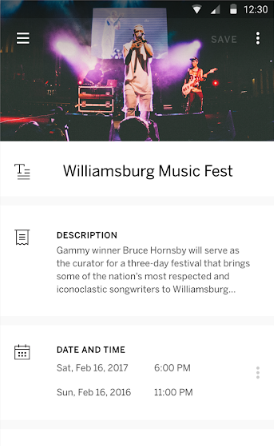 12:30
SAVE
Williamsburg Music Fest
DESCRIPTION
Gammy winner Bruce Hornsby will serve as
the curator for a three-day festival that brings
some of the nation's most respected and
iconoclastic songwriters to Williamsburg...
DATE AND TIME
Sat, Feb 16, 2017 6:00 PM
Sun, Feb 16, 2016 11:00 PM